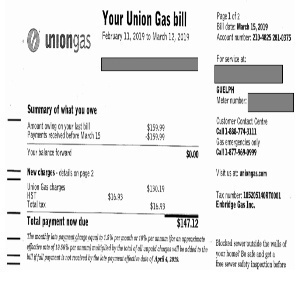 Your Union Gas bill
February 11, 2019 to March 12, 2019
uniongas
Page 1 of 2
Bill date: March 15, 2019
Account number: 210-4825 201-0375
For service at:
GUELPH
Meter number:
Summary of what you owe
Amount owing on your last bill $159.99
Payments received before March 15 -$159.99
Your balance forward $0.00
New charges - details on page 2
Union Gas charges $130.19
HST $16.93
Total tax $16.93
Total payment now due $147.12
The monthly late payment charge equal to 1.5% per month or 18% per annum (for an approximate
effective rate of 19.56% per annum) multiplied by the total of all unpaid charges will be added to the
bill if full payment is not received by the late payment effective date of April 4, 2019.
Customer Contact Centre
Call 1-888-774-3111
Gas emergencies only
Call 1-877-969-0999
Visit us at: uniongas.com
Tax number: 105205140RT0001
Enbridge Gas Inc.
Blocked sewer outside the walls of
your home? Be safe and get a
free sewer safety inspection before